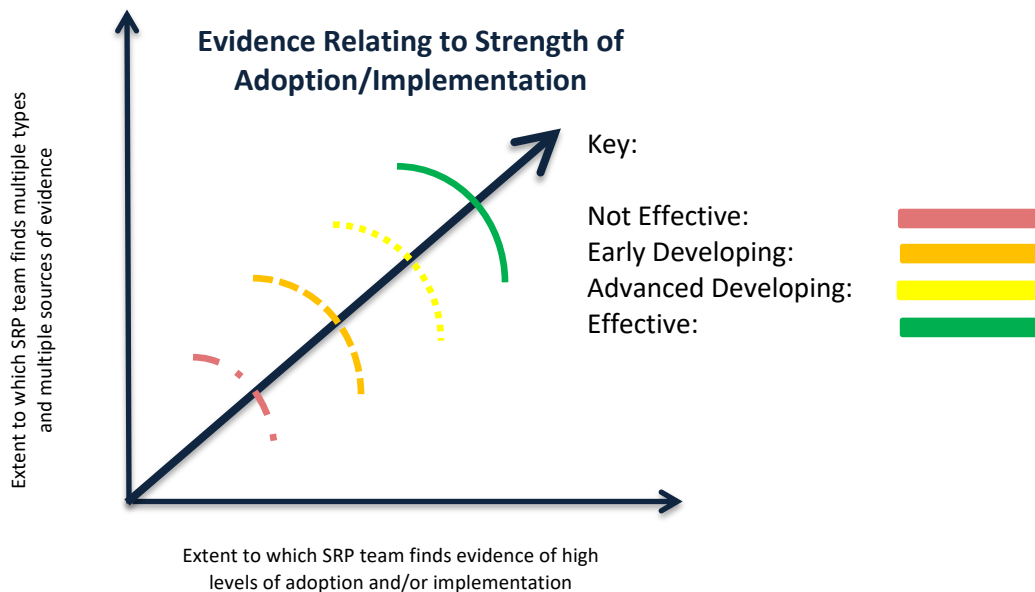 Evidence Relating to Strength of
Adoption/Implementation
Extent to which SRP team finds multiple types
and multiple sources of evidence
Key:
Not Effective:
Early Developing:
Advanced Developing:
Effective:
Extent to which SRP team finds evidence of high
levels of adoption and/or implementation